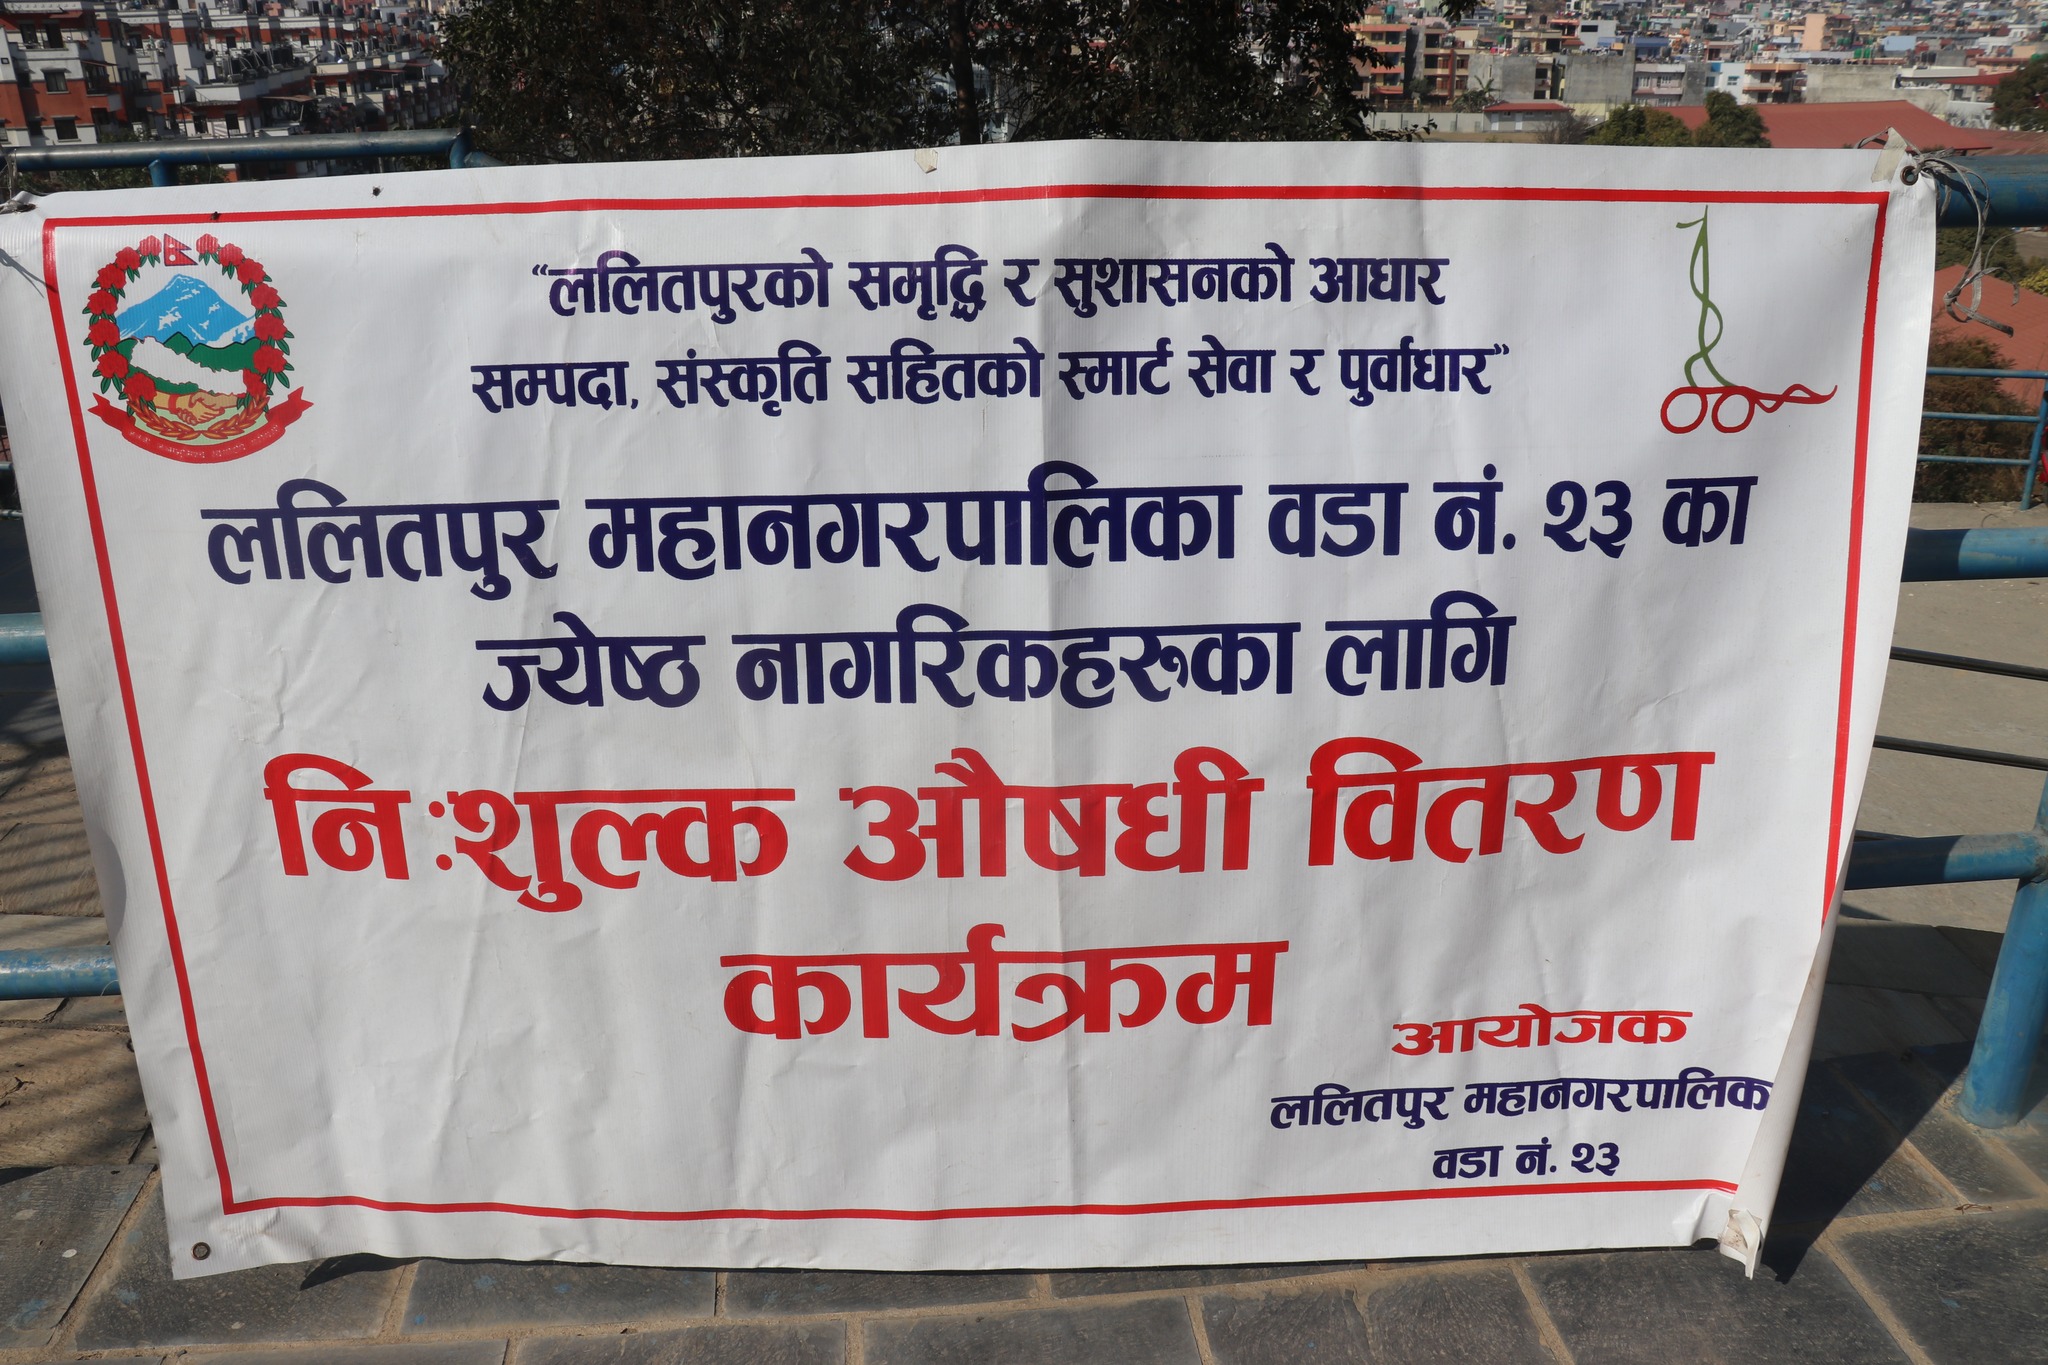 “ललितपुरको समृद्धि र सुशासनको आधार
सम्पदा, संस्कृति सहितको स्मार्ट सेवा र पुर्वाधार”
ललितपुर महानगरपालिका वडा नं. २३ का
ज्येष्ठ नागरिकहरुका लागि
नि:शुल्क औषधी वितरण
कार्यक्रम
आयोजक
ललितपुर महानगरपालिक
वडा नं. २३